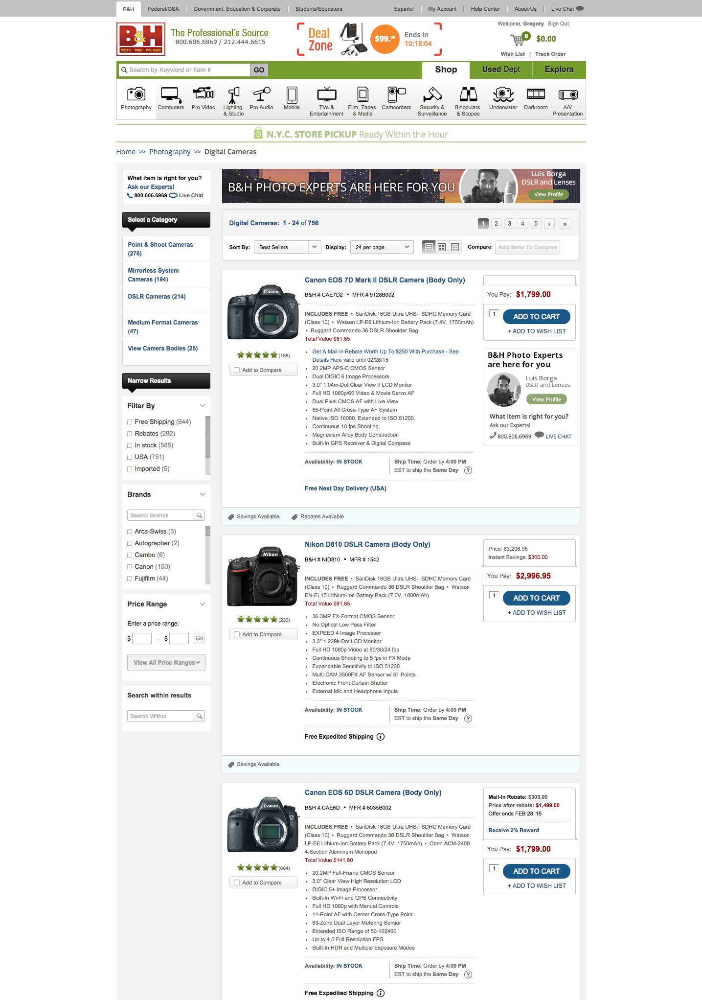 B&H
Federal/GSA
Government, Education & Corporate
Students/Educators
Español
My Account
Help Center
About Us
Live Chat
B&H
PHOTO - VIDEO - PRO AUDIO
The Professional's Source
800.606.6969 / 212.444.6615
Deal
Zone
$99.00
Ends In
10:18:04
Welcome, Gregory Sign Out
0 $0.00
Wish List | Track Order
Search by Keyword or Item #
GO
Shop
Used Dept
Explora
Photography
Computers
Pro Video
Lighting
& Studio
Pro Audio
Mobile
TVs &
Entertainment
Film, Tapes
& Media
Camcorders
Security &
Surveillance
Binoculars
& Scopes
Underwater
Darkroom
A/V
Presentation
N.Y.C. STORE PICKUP Ready Within the Hour
Home >> Photography >> Digital Cameras
What item is right for you?
Ask our Experts!
800.606.6969 Live Chat
Select a Category
Point & Shoot Cameras
(276)
Mirrorless System
Cameras (194)
DSLR Cameras (214)
Medium Format Cameras
(47)
View Camera Bodies (25)
Narrow Results
Filter By
Free Shipping (644)
Rebates (282)
In stock (585)
USA (751)
Imported (5)
Brands
Search Brands
Arca-Swiss (3)
Autographer (2)
Cambo (6)
Canon (150)
Fujifilm (44)
Price Range
Enter a price range:
$ - $ Go
View All Price Ranges
Search within results
Search Within
B&H PHOTO EXPERTS ARE HERE FOR YOU
Luis Borga
DSLR and Lenses
View Profile
Digital Cameras: 1 - 24 of 756
1 2 3 4 5 › »
Sort By: Best Sellers
Display: 24 per page
Compare: Add Items To Compare
Canon
EOS
7D
Mark II
(188)
Add to Compare
Canon EOS 7D Mark II DSLR Camera (Body Only)
B&H # CAE7D2 ▪ MFR # 9128B002
INCLUDES FREE ▪ SanDisk 16GB Ultra UHS-I SDHC Memory Card
(Class 10) ▪ Watson LP-E6 Lithium-Ion Battery Pack (7.4V, 1750mAh)
▪ Ruggard Commando 36 DSLR Shoulder Bag
Total Value $81.85
• Get A Mail-in Rebate Worth Up To $250 With Purchase - See
Details Here valid until 02/28/15
• 20.2MP APS-C CMOS Sensor
• Dual DIGIC 6 Image Processors
• 3.0" 1.04m-Dot Clear View II LCD Monitor
• Full HD 1080p/60 Video & Movie Servo AF
• Dual Pixel CMOS AF with Live View
• 65-Point All Cross-Type AF System
• Native ISO 16000, Extended to ISO 51200
• Continuous 10 fps Shooting
• Magnesium Alloy Body Construction
• Built-In GPS Receiver & Digital Compass
Availability: IN STOCK
Ship Time: Order by 4:00 PM
EST to ship the Same Day ?
Free Next Day Delivery (USA)
Savings Available
Rebates Available
You Pay: $1,799.00
1 ADD TO CART
+ ADD TO WISH LIST
B&H Photo Experts
are here for you
Luis Borga
DSLR and Lenses
View Profile
What item is right for you?
Ask our Experts!
800.606.6969 LIVE CHAT
Nikon
Nikon
(233)
Add to Compare
Nikon D810 DSLR Camera (Body Only)
B&H # NID810 ▪ MFR # 1542
INCLUDES FREE ▪ SanDisk 16GB Ultra UHS-I SDHC Memory Card
(Class 10) ▪ Ruggard Commando 36 DSLR Shoulder Bag ▪ Watson
EN-EL15 Lithium-Ion Battery Pack (7.0V, 1800mAh)
Total Value $81.85
• 36.3MP FX-Format CMOS Sensor
• No Optical Low Pass Filter
• EXPEED 4 Image Processor
• 3.2" 1,229k-Dot LCD Monitor
• Full HD 1080p Video at 60/30/24 fps
• Continuous Shooting to 5 fps in FX Mode
• Expandable Sensitivity to ISO 51200
• Multi-CAM 3500FX AF Sensor w/ 51 Points
• Electronic Front Curtain Shutter
• External Mic and Headphone Inputs
Availability: IN STOCK
Ship Time: Order by 4:00 PM
EST to ship the Same Day ?
Free Expedited Shipping i
Savings Available
Price: $3,296.95
Instant Savings: $300.00
You Pay: $2,996.95
1 ADD TO CART
+ ADD TO WISH LIST
Canon
EOS
6D
(664)
Add to Compare
Canon EOS 6D DSLR Camera (Body Only)
B&H # CAE6D ▪ MFR # 8035B002
INCLUDES FREE ▪ SanDisk 16GB Ultra UHS-I SDHC Memory Card
(Class 10) ▪ Ruggard Commando 36 DSLR Shoulder Bag ▪ Watson
LP-E6 Lithium-Ion Battery Pack (7.4V, 1750mAh) ▪ Oben ACM-2400
4-Section Aluminum Monopod
Total Value $141.80
• 20.2MP Full-Frame CMOS Sensor
• 3.0" Clear View High Resolution LCD
• DIGIC 5+ Image Processor
• Built-In Wi-Fi and GPS Connectivity
• Full HD 1080p with Manual Controls
• 11-Point AF with Center Cross-Type Point
• 63-Zone Dual Layer Metering Sensor
• Extended ISO Range of 50-102400
• Up to 4.5 Full Resolution FPS
• Built-In HDR and Multiple Exposure Modes
Availability: IN STOCK
Ship Time: Order by 4:00 PM
EST to ship the Same Day ?
Free Expedited Shipping i
Mail-In Rebate: $300.00
Price after rebate: $1,499.00
Offer ends FEB 28 '15
Receive 2% Reward
You Pay: $1,799.00
1 ADD TO CART
+ ADD TO WISH LIST